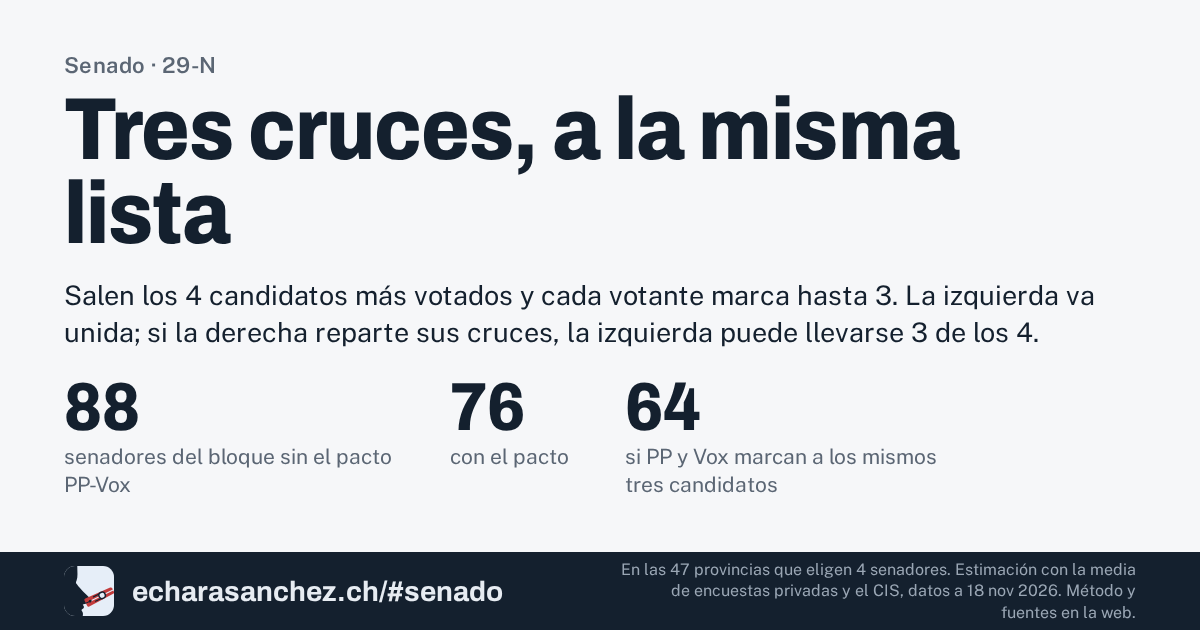 Senado · 29-N
Tres cruces, a la misma
lista
Salen los 4 candidatos más votados y cada votante marca hasta 3. La izquierda va
unida; si la derecha reparte sus cruces, la izquierda puede llevarse 3 de los 4.
88
senadores del bloque sin el pacto
PP-Vox
76
con el pacto
64
si PP y Vox marcan a los mismos
tres candidatos
echarasanchez.ch/#senado
En las 47 provincias que eligen 4 senadores. Estimación con la media
de encuestas privadas y el CIS, datos a 18 nov 2026. Método y
fuentes en la web.